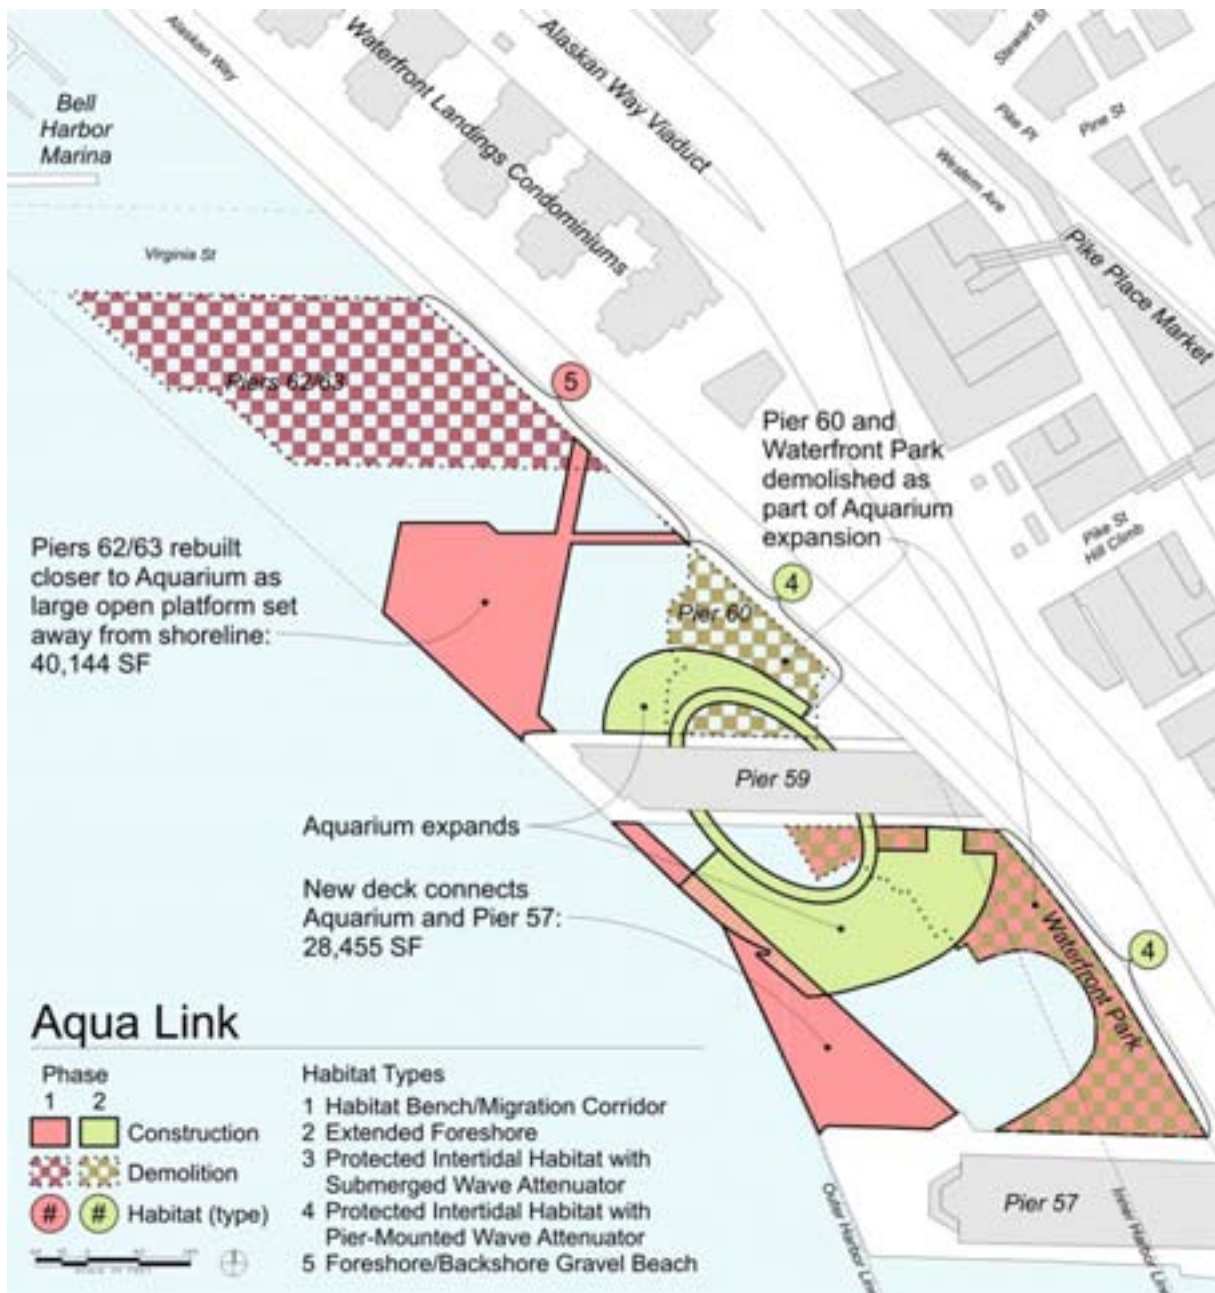 Alaskan Way
Waterfront Landings Condominiums
Alaskan Way Viaduct
Stewart St
Pike Pl
Pine St
Western Ave
Pike Place Market
Bell
Harbor
Marina
Virginia St
Piers 62/63
5
Pier 60 and
Waterfront Park
demolished as
part of Aquarium
expansion
Pike St
Hill Climb
Piers 62/63 rebuilt
closer to Aquarium as
large open platform set
away from shoreline:
40,144 SF
4
Pier 60
Pier 59
Aquarium expands
New deck connects
Aquarium and Pier 57:
28,455 SF
4
Waterfront Park
Aqua Link
Phase
1 2
Construction
Demolition
# # Habitat (type)
SCALE IN FEET
Habitat Types
1 Habitat Bench/Migration Corridor
2 Extended Foreshore
3 Protected Intertidal Habitat with
Submerged Wave Attenuator
4 Protected Intertidal Habitat with
Pier-Mounted Wave Attenuator
5 Foreshore/Backshore Gravel Beach
Pier 57
Outer Harbor Line
Inner Harbor Line